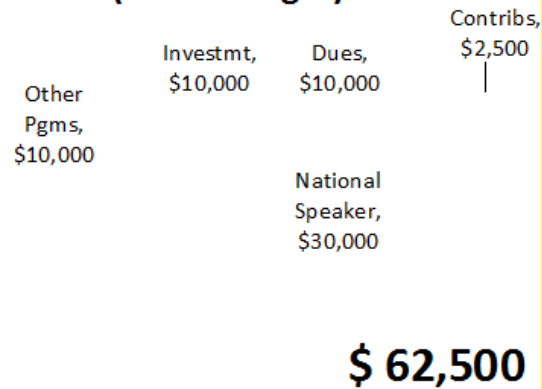 Contribs,
$2,500
Investmt,
$10,000
Dues,
$10,000
Other
Pgms,
$10,000
National
Speaker,
$30,000
$ 62,500